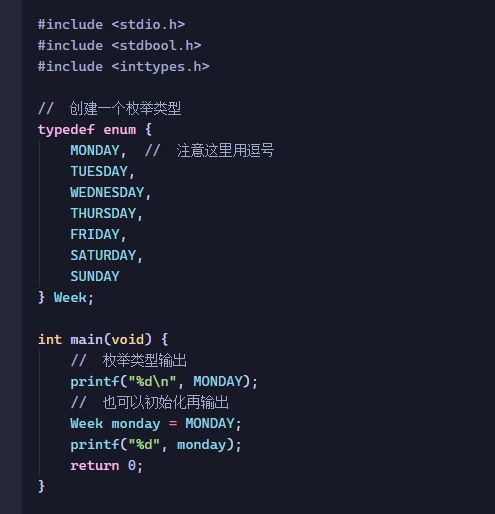 #include <stdio.h>
#include <stdbool.h>
#include <inttypes.h>
// 创建一个枚举类型
typedef enum {
MONDAY, // 注意这里用逗号
TUESDAY,
WEDNESDAY,
THURSDAY,
FRIDAY,
SATURDAY,
SUNDAY
} Week;
int main(void) {
// 枚举类型输出
printf("%d\n", MONDAY);
// 也可以初始化再输出
Week monday = MONDAY;
printf("%d", monday);
return 0;
}